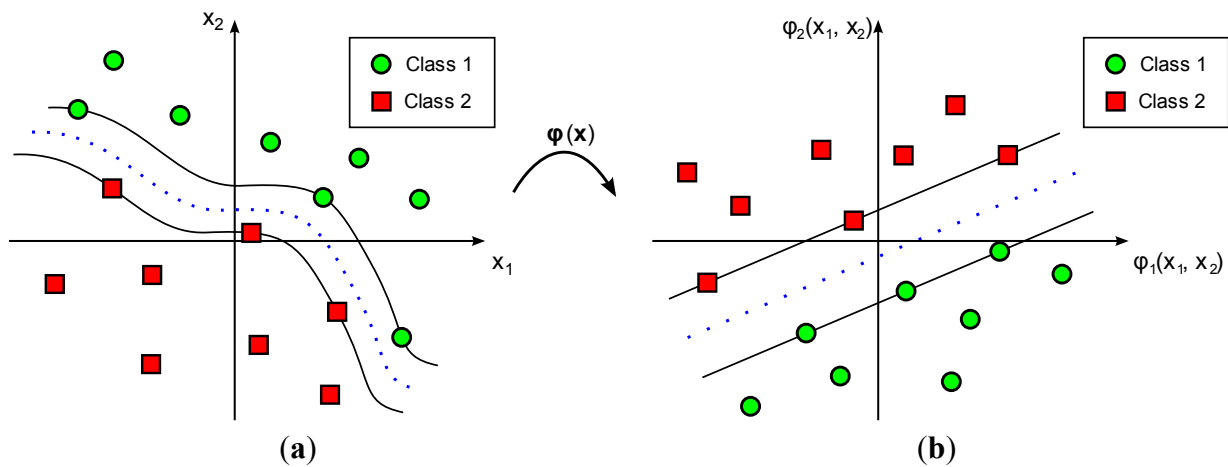 x2
Class 1
Class 2
x1
(a)
φ(x)
φ2(x1, x2)
Class 1
Class 2
φ1(x1, x2)
(b)